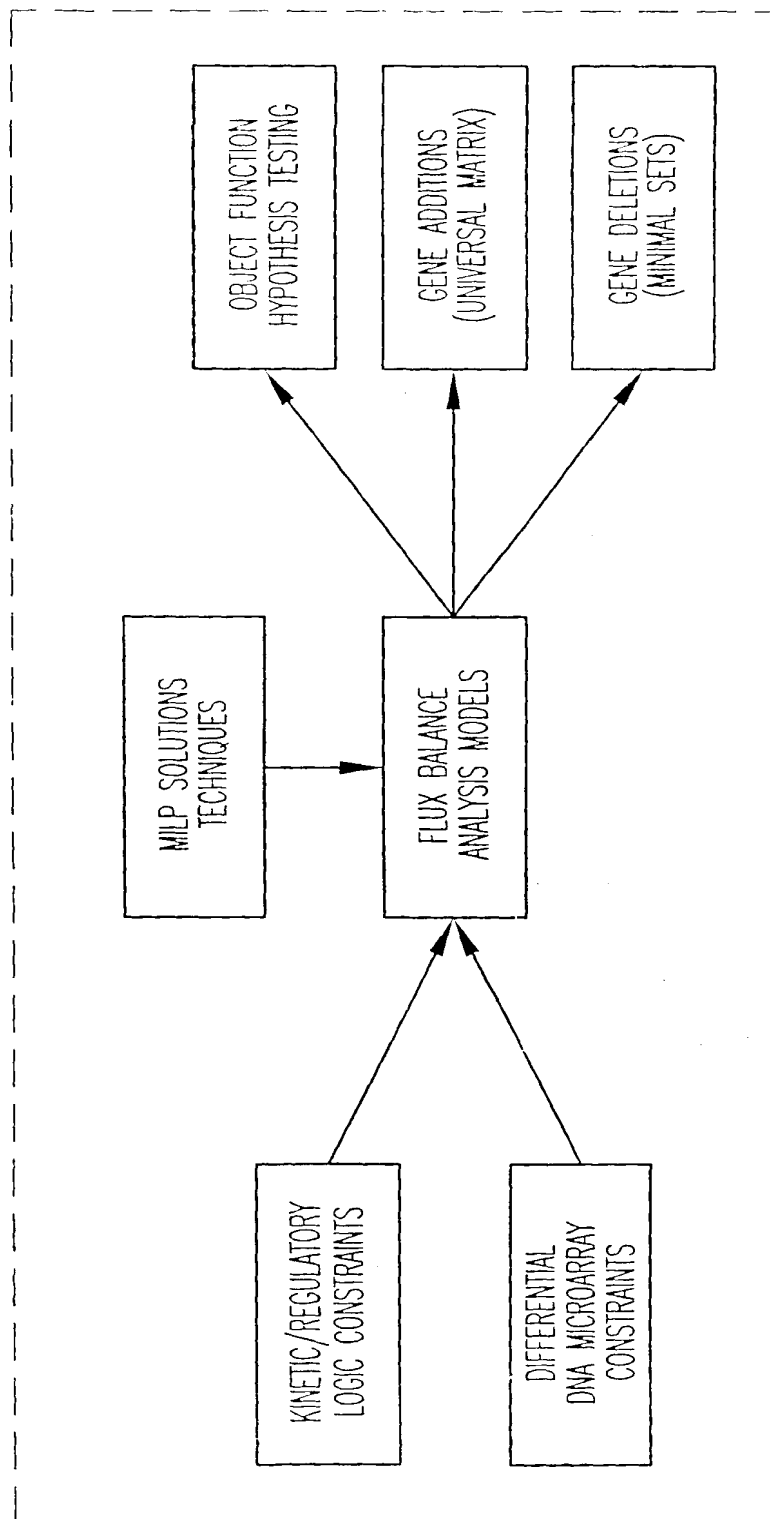 KINETIC/REGULATORY
LOGIC CONSTRAINTS
DIFFERENTIAL
DNA MICROARRAY
CONSTRAINTS
MILP SOLUTIONS
TECHNIQUES
FLUX BALANCE
ANALYSIS MODELS
OBJECT FUNCTION
HYPOTHESIS TESTING
GENE ADDITIONS
(UNIVERSAL MATRIX)
GENE DELETIONS
(MINIMAL SETS)